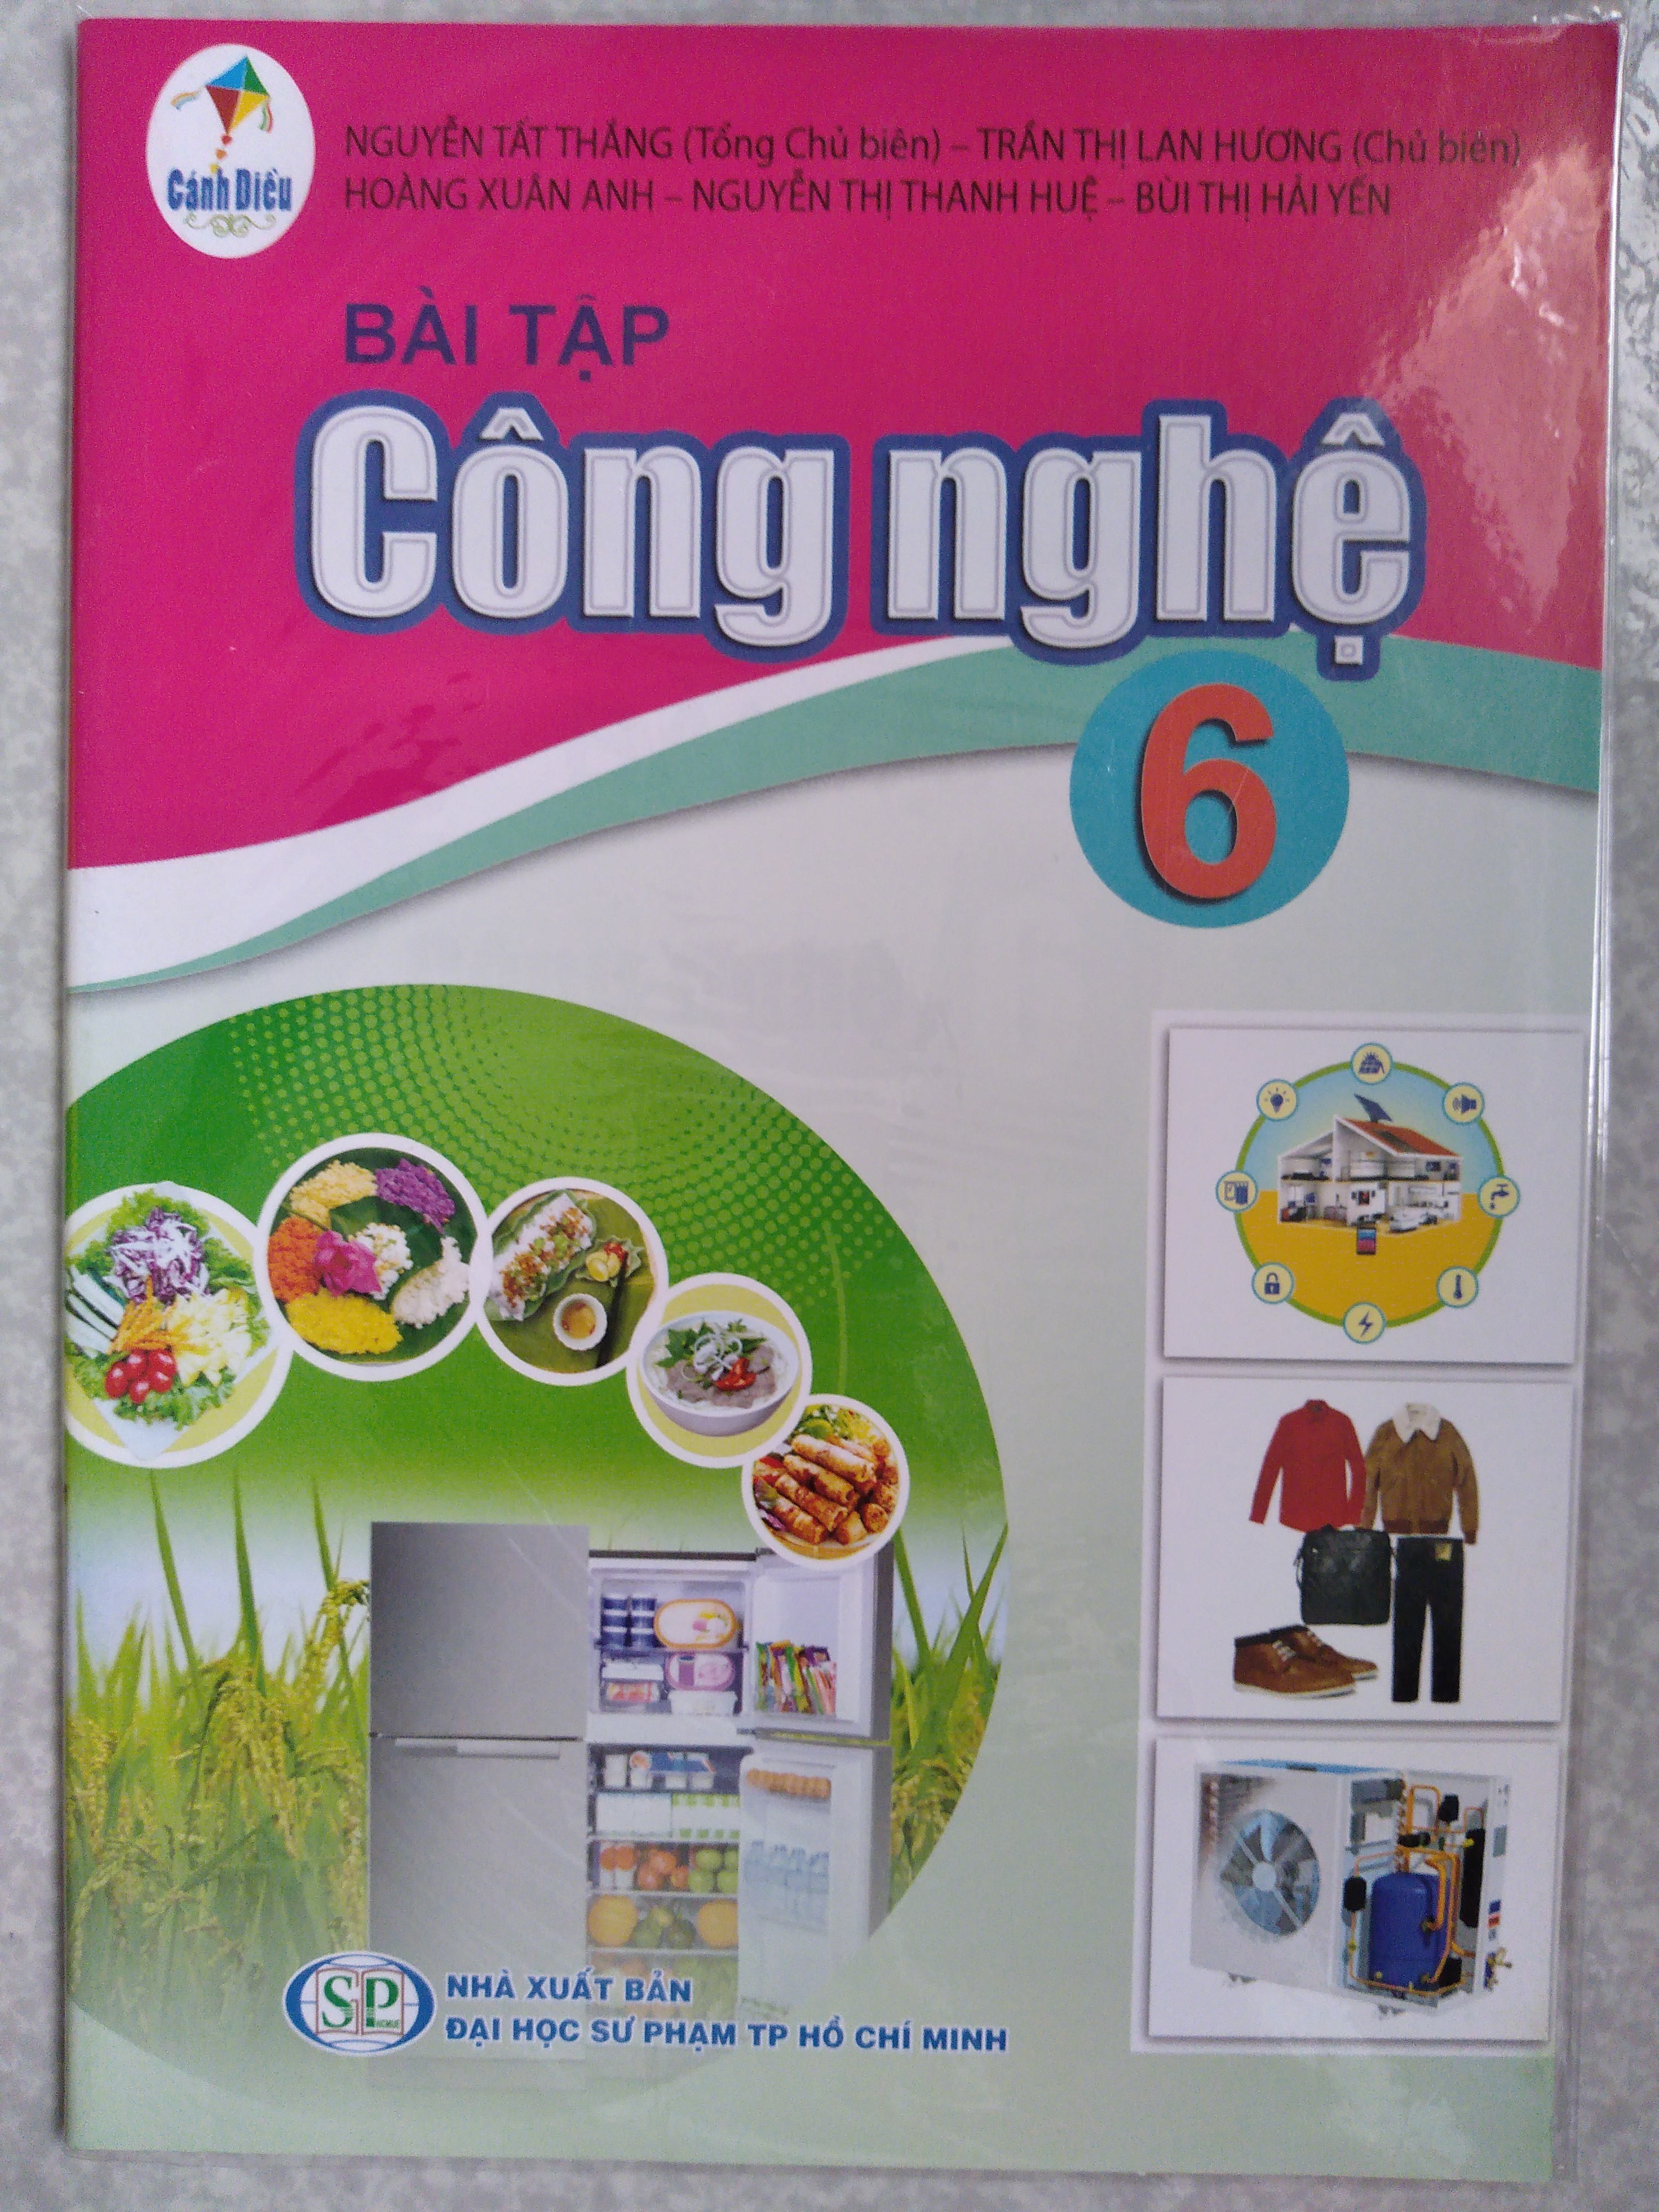 Cánh Diều
NGUYỄN TẤT THẮNG (Tổng Chủ biên) – TRẦN THỊ LAN HƯƠNG (Chủ biên)
HOÀNG XUÂN ANH – NGUYỄN THỊ THANH HUỆ – BÙI THỊ HẢI YẾN
BÀI TẬP
Công nghệ
6
SP
HCMUE
NHÀ XUẤT BẢN
ĐẠI HỌC SƯ PHẠM TP HỒ CHÍ MINH